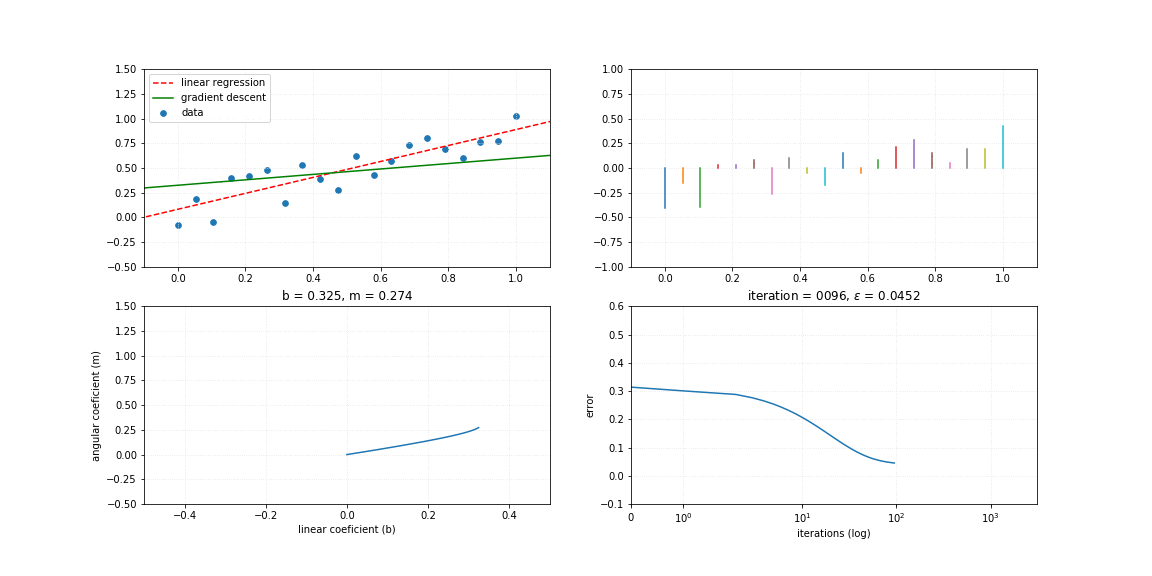 1.50
1.25
1.00
0.75
0.50
0.25
0.00
−0.25
−0.50
linear regression
gradient descent
data
0.0 0.2 0.4 0.6 0.8 1.0
1.00
0.75
0.50
0.25
0.00
−0.25
−0.50
−0.75
−1.00
0.0 0.2 0.4 0.6 0.8 1.0
b = 0.325, m = 0.274
1.50
1.25
1.00
0.75
0.50
0.25
0.00
−0.25
−0.50
angular coeficient (m)
−0.4 −0.2 0.0 0.2 0.4
linear coeficient (b)
iteration = 0096, ε = 0.0452
0.6
0.5
0.4
0.3
0.2
0.1
0.0
−0.1
error
0 10⁰ 10¹ 10² 10³
iterations (log)